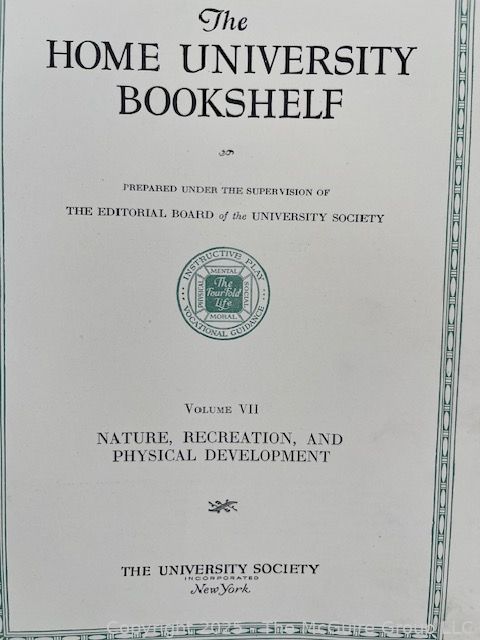 The
HOME UNIVERSITY
BOOKSHELF
PREPARED UNDER THE SUPERVISION OF
THE EDITORIAL BOARD of the UNIVERSITY SOCIETY
INSTRUCTIVE PLAY
MENTAL
PHYSICAL
The
FourFold
Life
SOCIAL
MORAL
VOCATIONAL GUIDANCE
VOLUME VII
NATURE, RECREATION, AND
PHYSICAL DEVELOPMENT
THE UNIVERSITY SOCIETY
INCORPORATED
New York
Copyright 2025 - The McGuire Group LLC